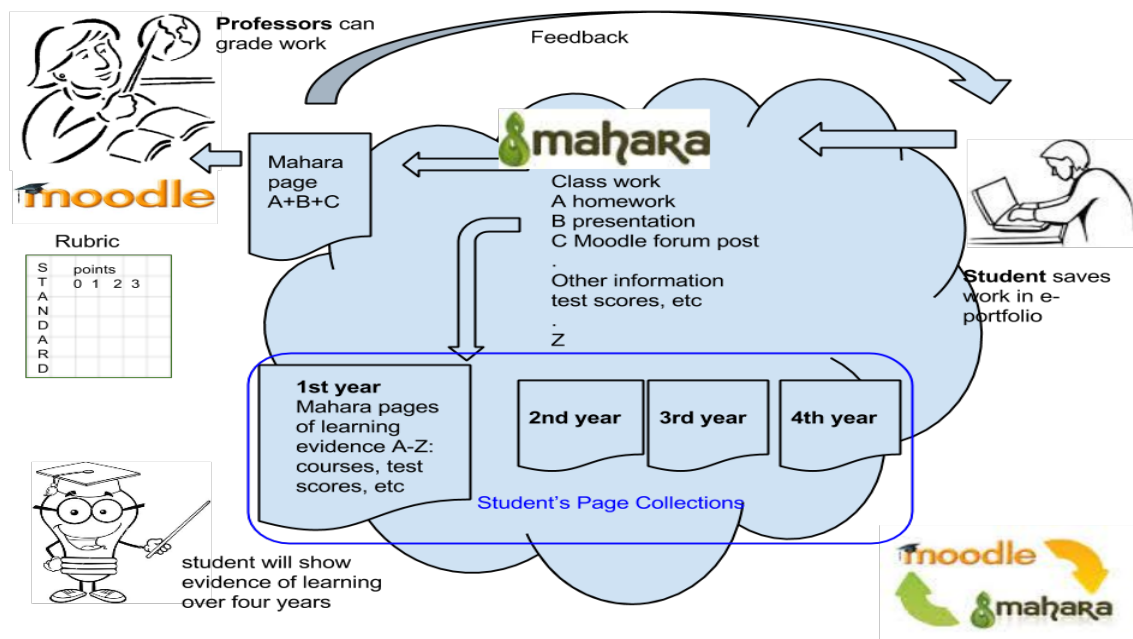 Professors can
grade work
Feedback
moodle
Rubric
STANDARD
points
0 1 2 3
Mahara
page
A+B+C
mahara
Class work
A homework
B presentation
C Moodle forum post
.
Other information
test scores, etc
.
Z
Student saves
work in e-
portfolio
1st year
Mahara pages
of learning
evidence A-Z:
courses, test
scores, etc
2nd year
3rd year
4th year
Student's Page Collections
student will show
evidence of learning
over four years
moodle
mahara